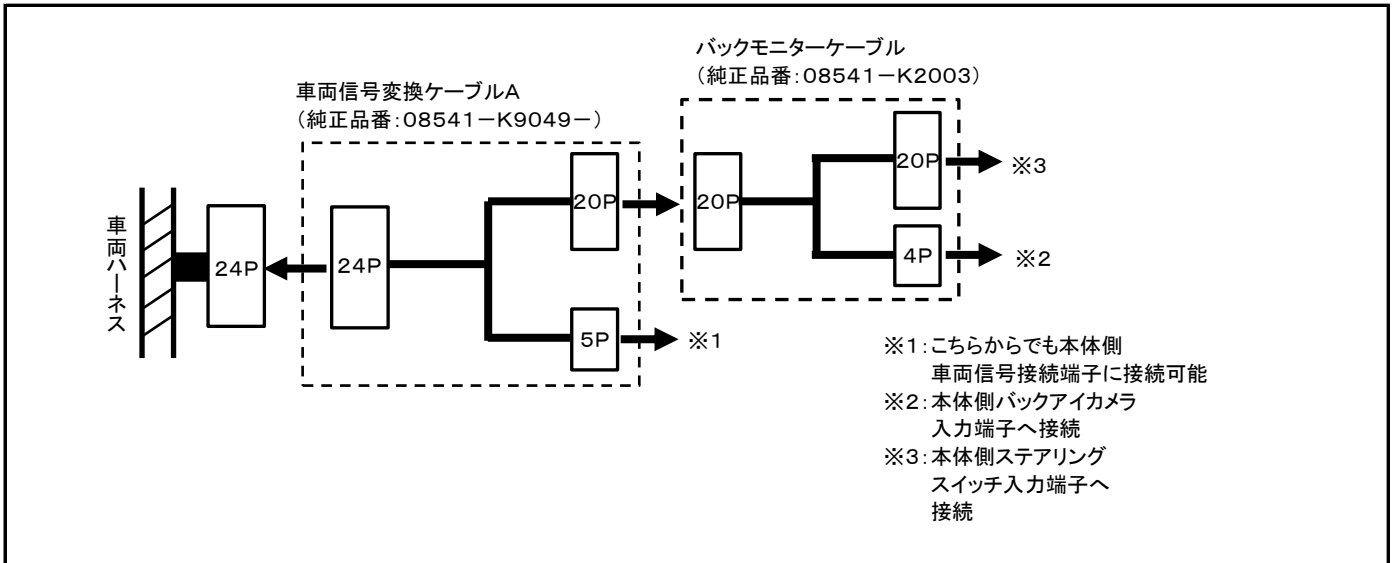 バックモニターケーブル
（純正品番:08541－K2003）
車両信号変換ケーブルA
（純正品番:08541－K9049－）
車両ハーネス
24P
24P
20P
5P
※1
20P
20P
※3
4P
※2
※1:こちらからでも本体側
車両信号接続端子に接続可能
※2:本体側バックアイカメラ
入力端子へ接続
※3:本体側ステアリング
スイッチ入力端子へ
接続